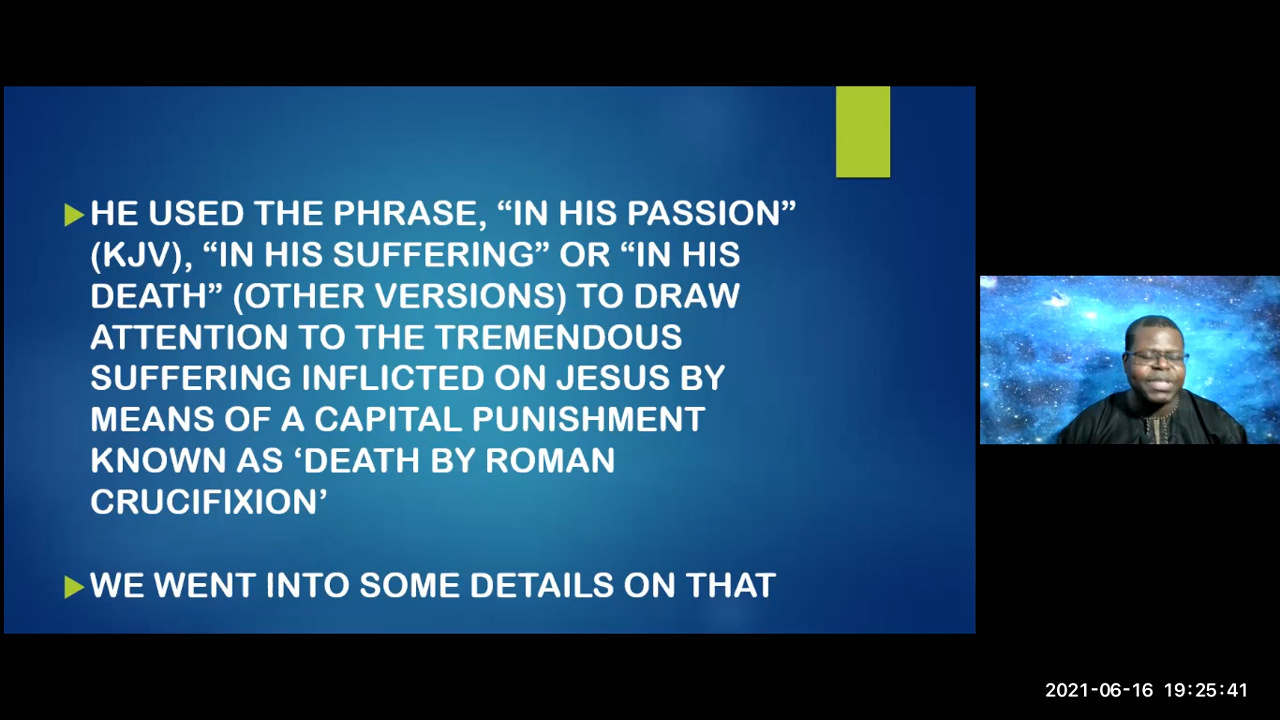 HE USED THE PHRASE, “IN HIS PASSION”
(KJV), “IN HIS SUFFERING” OR “IN HIS
DEATH” (OTHER VERSIONS) TO DRAW
ATTENTION TO THE TREMENDOUS
SUFFERING INFLICTED ON JESUS BY
MEANS OF A CAPITAL PUNISHMENT
KNOWN AS ‘DEATH BY ROMAN
CRUCIFIXION’
WE WENT INTO SOME DETAILS ON THAT
2021-06-16 19:25:41